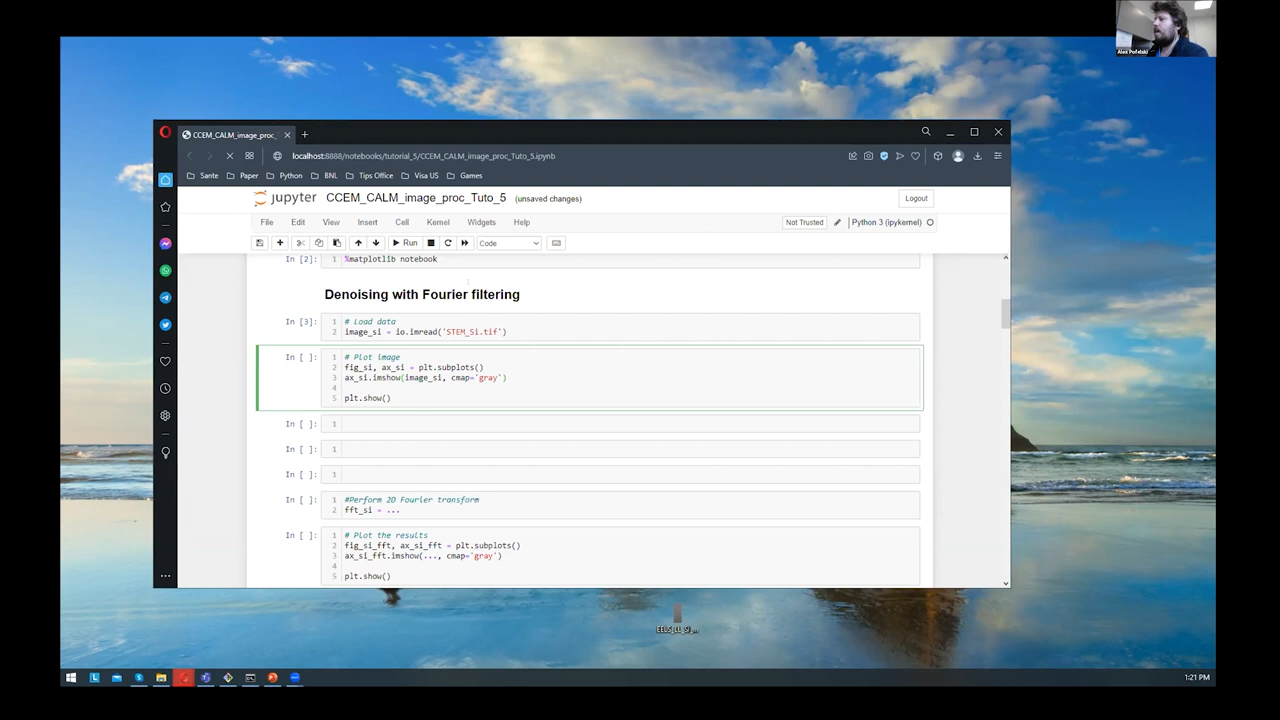 Alex Pofelski
CCEM_CALM_image_proc_
localhost:8888/notebooks/tutorial_5/CCEM_CALM_image_proc_Tuto_5.ipynb
Sante Paper Python BNL Tips Office Visa US Games
jupyter CCEM_CALM_image_proc_Tuto_5 (unsaved changes) Logout
File Edit View Insert Cell Kernel Widgets Help Not Trusted Python 3 (ipykernel)
Run Code
In [2]: 1 %matplotlib notebook
Denoising with Fourier filtering
In [3]: 1 # Load data
2 image_si = io.imread('STEM_Si.tif')
In [ ]: 1 # Plot image
2 fig_si, ax_si = plt.subplots()
3 ax_si.imshow(image_si, cmap='gray')
4
5 plt.show()
In [ ]: 1
In [ ]: 1
In [ ]: 1
In [ ]: 1 #Perform 2D Fourier transform
2 fft_si = ...
In [ ]: 1 # Plot the results
2 fig_si_fft, ax_si_fft = plt.subplots()
3 ax_si_fft.imshow(..., cmap='gray')
4
5 plt.show()
1:21 PM